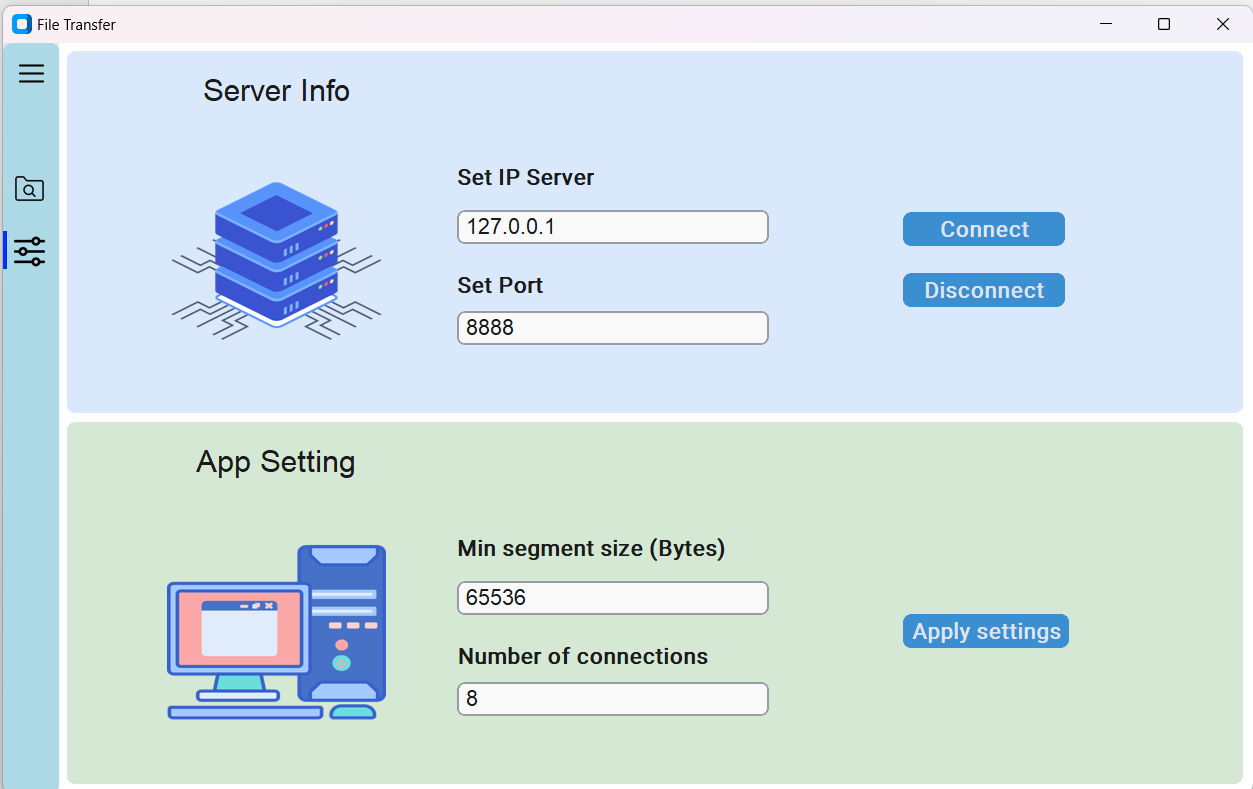 File Transfer
Server Info
Set IP Server
127.0.0.1
Connect
Set Port
Disconnect
8888
App Setting
Min segment size (Bytes)
65536
Apply settings
Number of connections
8